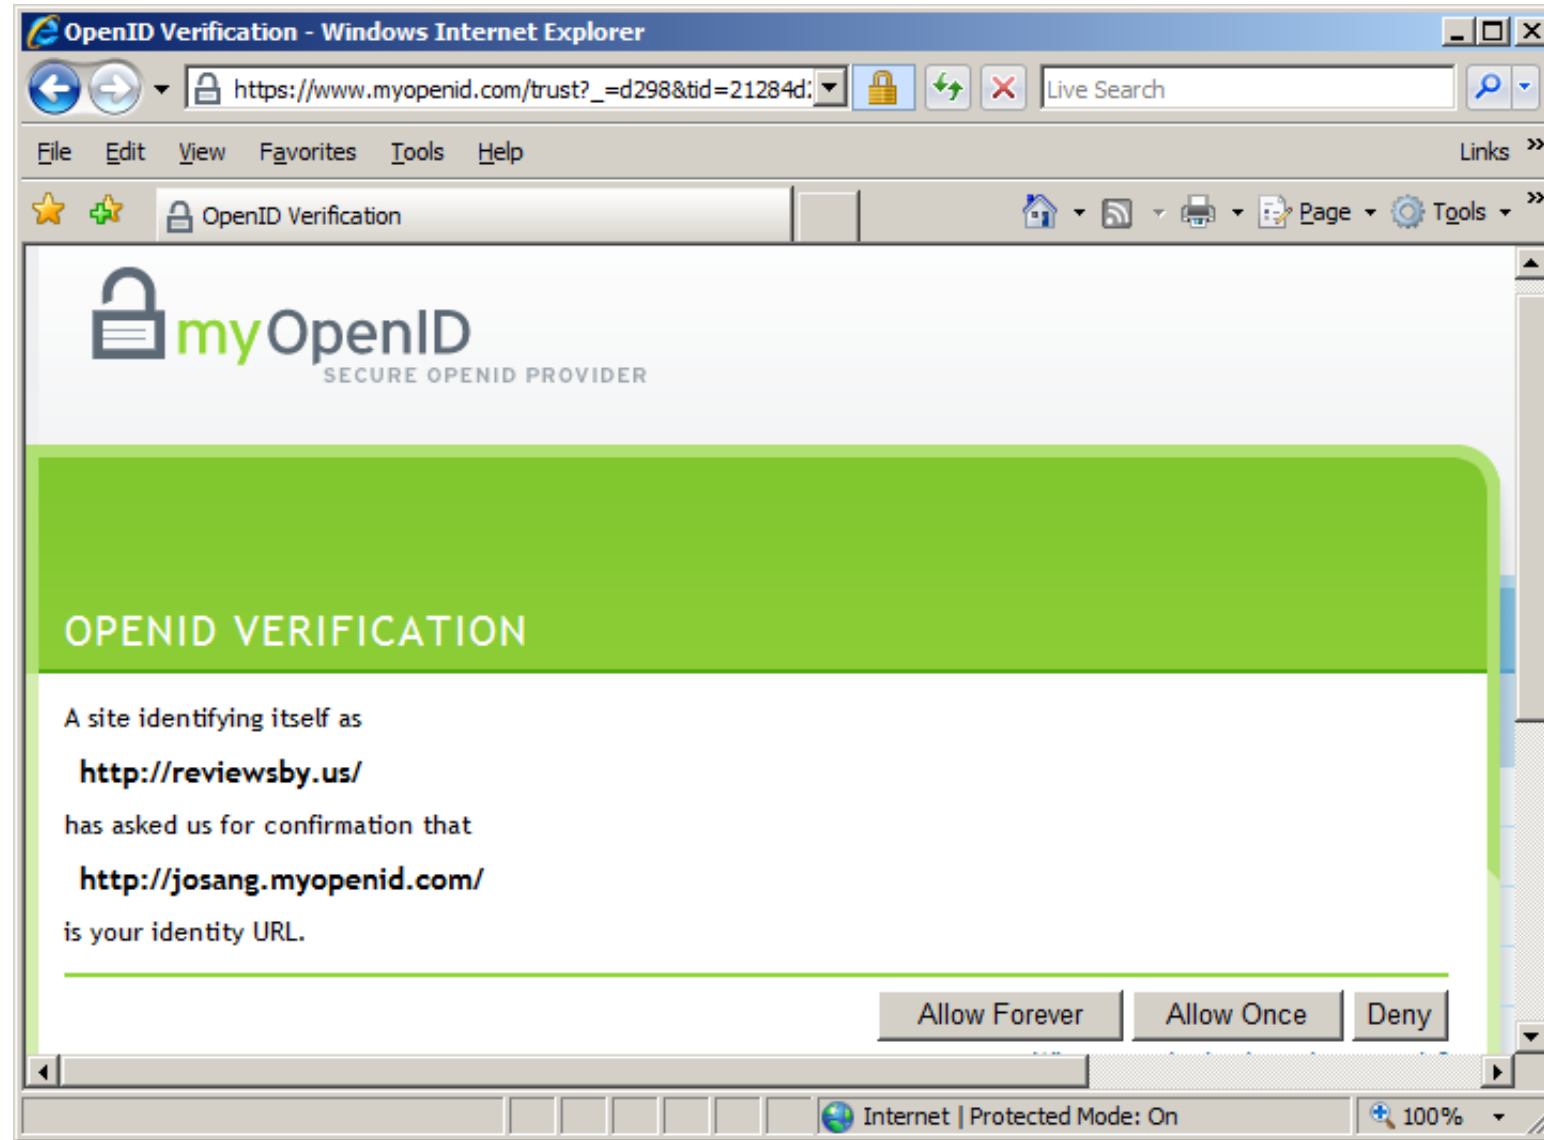 OpenID Verification - Windows Internet Explorer
https://www.myopenid.com/trust?_=d298&tid=21284d
Live Search
File Edit View Favorites Tools Help
Links »
OpenID Verification
Page Tools »
myOpenID
SECURE OPENID PROVIDER
OPENID VERIFICATION
A site identifying itself as
http://reviewsby.us/
has asked us for confirmation that
http://josang.myopenid.com/
is your identity URL.
Allow Forever Allow Once Deny
Internet | Protected Mode: On
100%